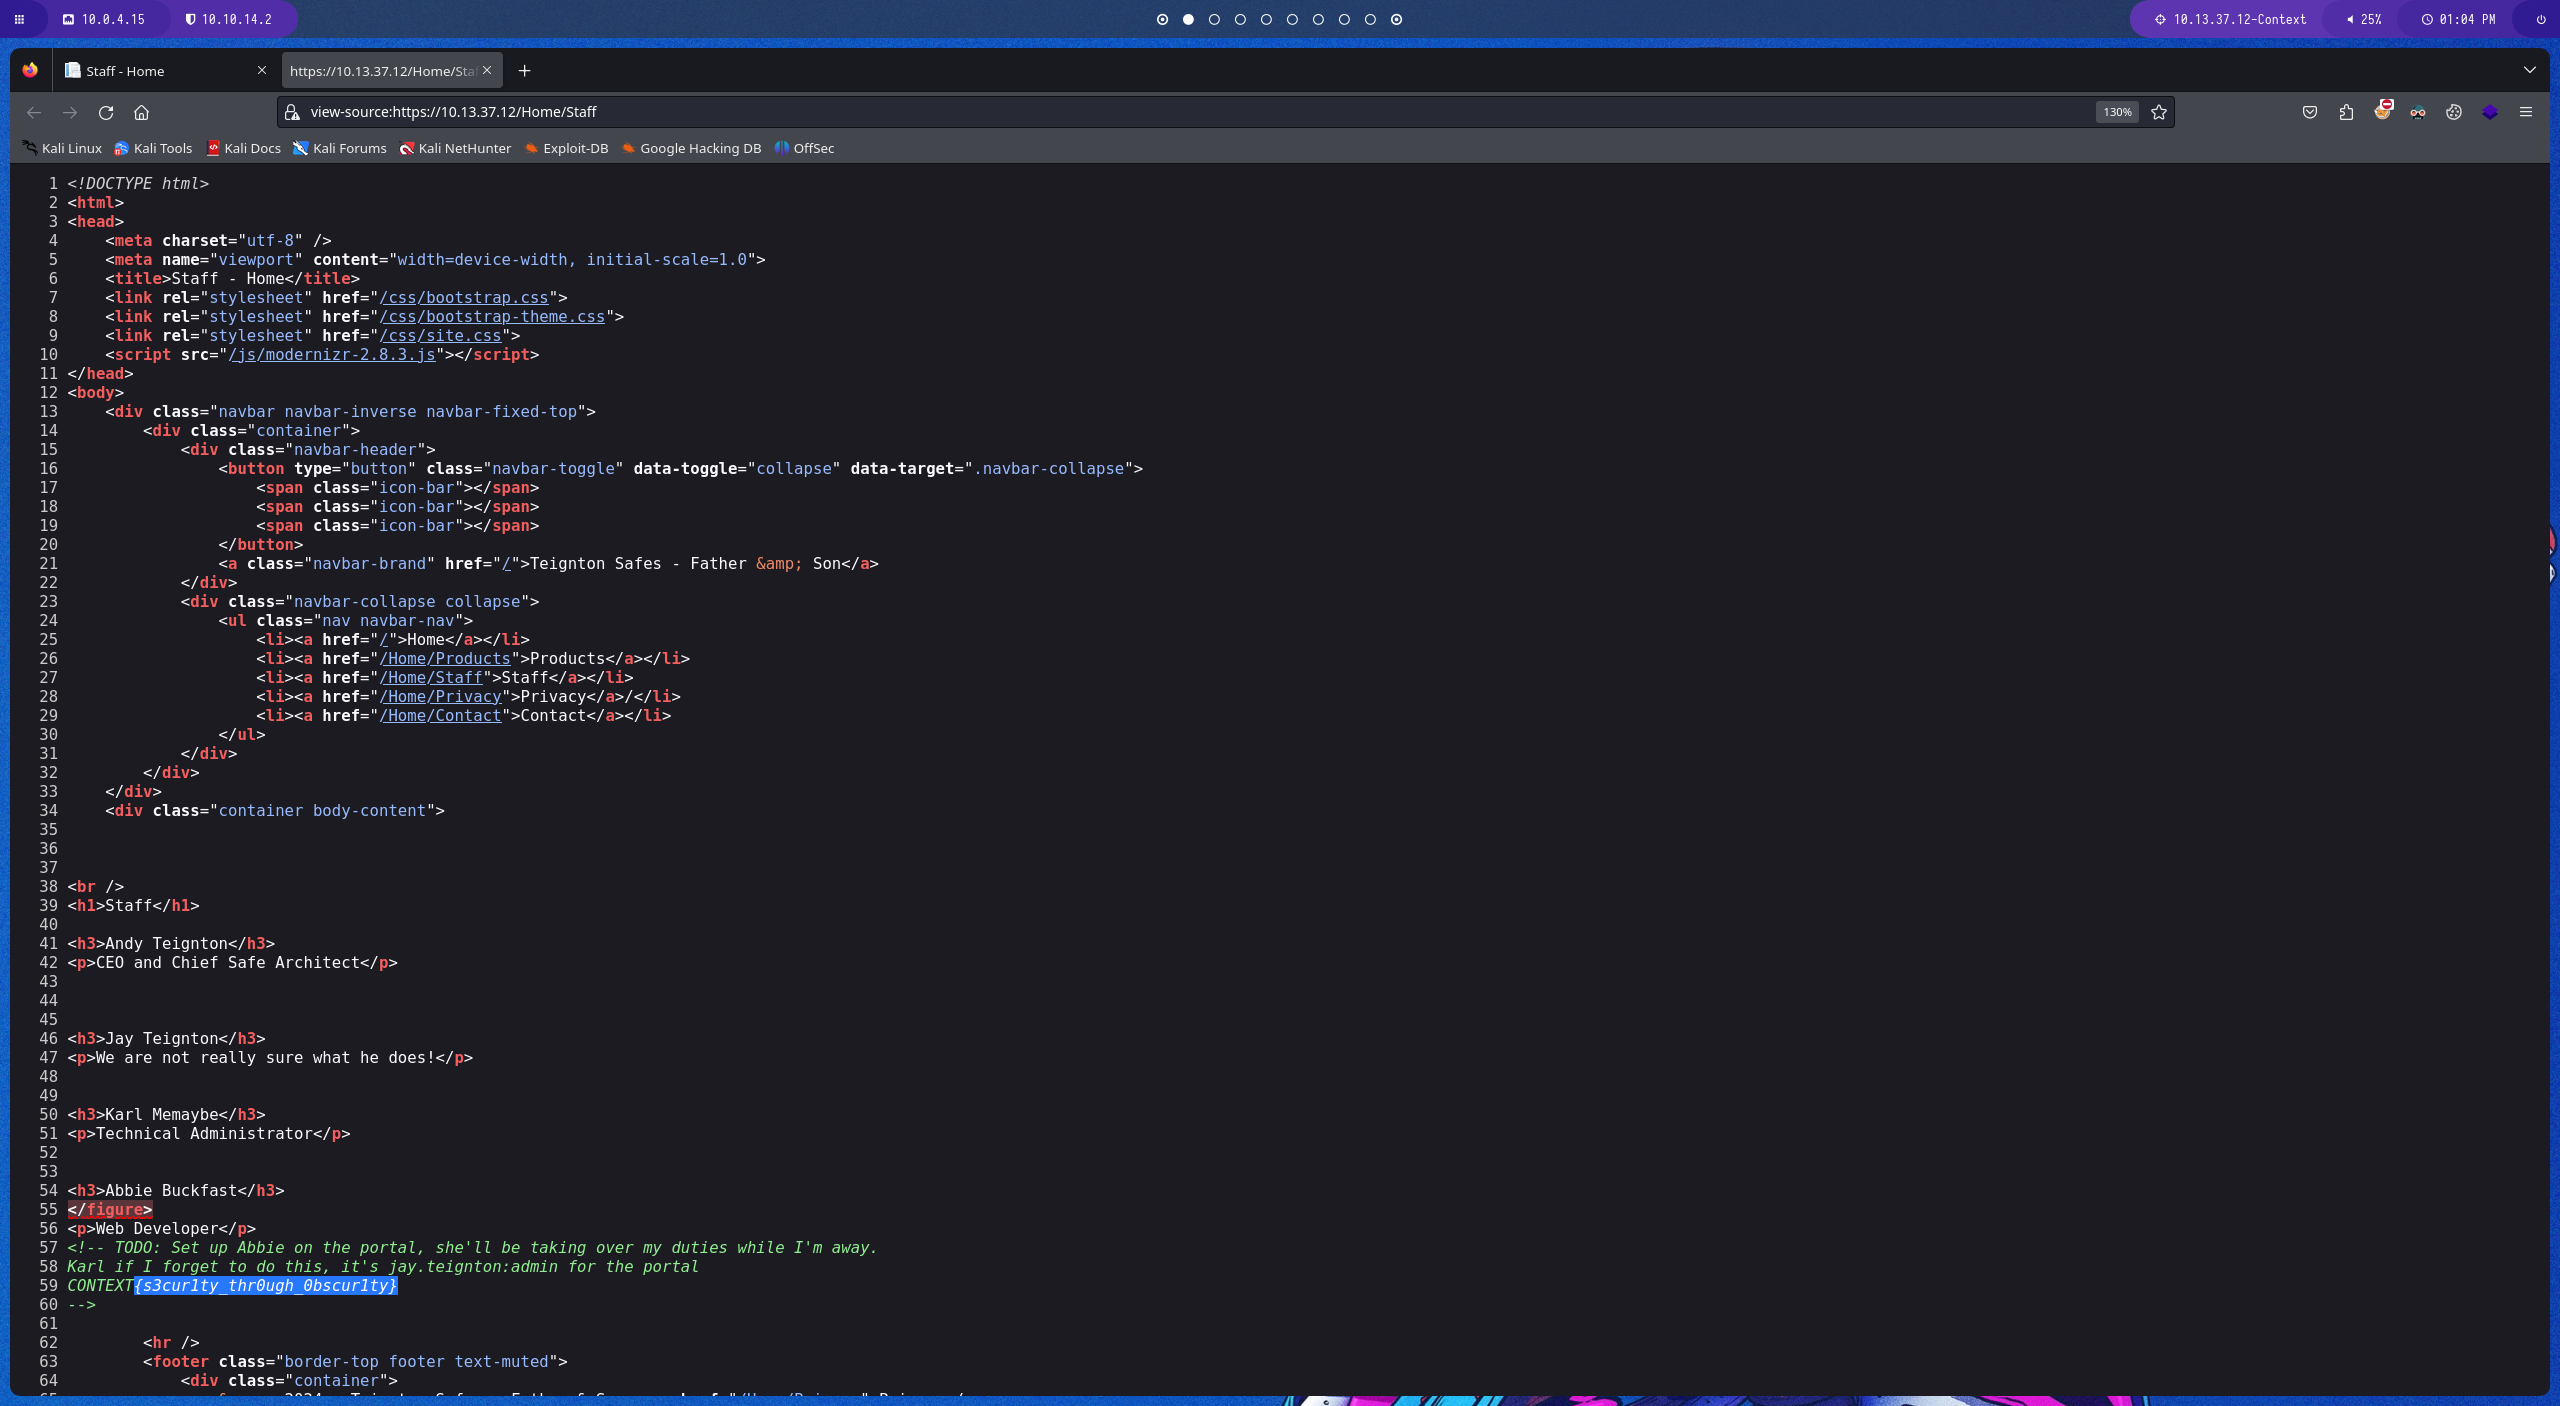 10.0.4.15 10.10.14.2 10.13.37.12-Context 25% 01:04 PM
Staff - Home https://10.13.37.12/Home/Sta
view-source:https://10.13.37.12/Home/Staff 130%
Kali Linux Kali Tools Kali Docs Kali Forums Kali NetHunter Exploit-DB Google Hacking DB OffSec
1 <!DOCTYPE html>
2 <html>
3 <head>
4     <meta charset="utf-8" />
5     <meta name="viewport" content="width=device-width, initial-scale=1.0">
6     <title>Staff - Home</title>
7     <link rel="stylesheet" href="/css/bootstrap.css">
8     <link rel="stylesheet" href="/css/bootstrap-theme.css">
9     <link rel="stylesheet" href="/css/site.css">
10     <script src="/js/modernizr-2.8.3.js"></script>
11 </head>
12 <body>
13     <div class="navbar navbar-inverse navbar-fixed-top">
14         <div class="container">
15             <div class="navbar-header">
16                 <button type="button" class="navbar-toggle" data-toggle="collapse" data-target=".navbar-collapse">
17                     <span class="icon-bar"></span>
18                     <span class="icon-bar"></span>
19                     <span class="icon-bar"></span>
20                 </button>
21                 <a class="navbar-brand" href="/">Teignton Safes - Father &amp; Son</a>
22             </div>
23             <div class="navbar-collapse collapse">
24                 <ul class="nav navbar-nav">
25                     <li><a href="/">Home</a></li>
26                     <li><a href="/Home/Products">Products</a></li>
27                     <li><a href="/Home/Staff">Staff</a></li>
28                     <li><a href="/Home/Privacy">Privacy</a>/</li>
29                     <li><a href="/Home/Contact">Contact</a></li>
30                 </ul>
31             </div>
32         </div>
33     </div>
34     <div class="container body-content">
35
36
37
38 <br />
39 <h1>Staff</h1>
40
41 <h3>Andy Teignton</h3>
42 <p>CEO and Chief Safe Architect</p>
43
44
45
46 <h3>Jay Teignton</h3>
47 <p>We are not really sure what he does!</p>
48
49
50 <h3>Karl Memaybe</h3>
51 <p>Technical Administrator</p>
52
53
54 <h3>Abbie Buckfast</h3>
55 </figure>
56 <p>Web Developer</p>
57 <!-- TODO: Set up Abbie on the portal, she'll be taking over my duties while I'm away.
58 Karl if I forget to do this, it's jay.teignton:admin for the portal
59 CONTEXT{s3cur1ty_thr0ugh_0bscur1ty}
60 -->
61
62         <hr />
63         <footer class="border-top footer text-muted">
64             <div class="container">